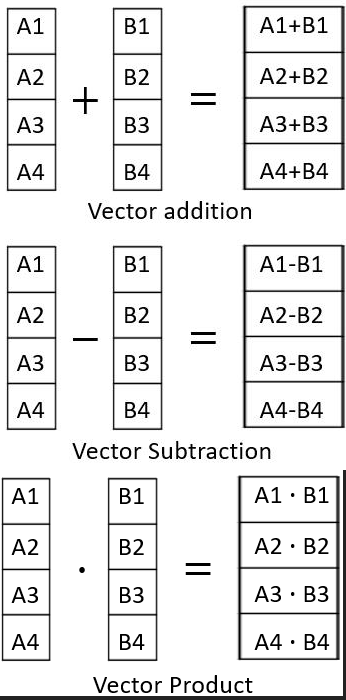 A1 B1 A1+B1
A2 B2 A2+B2
+ =
A3 B3 A3+B3
A4 B4 A4+B4
Vector addition
A1 B1 A1-B1
A2 B2 A2-B2
− =
A3 B3 A3-B3
A4 B4 A4-B4
Vector Subtraction
A1 B1 A1 · B1
A2 B2 A2 · B2
· =
A3 B3 A3 · B3
A4 B4 A4 · B4
Vector Product